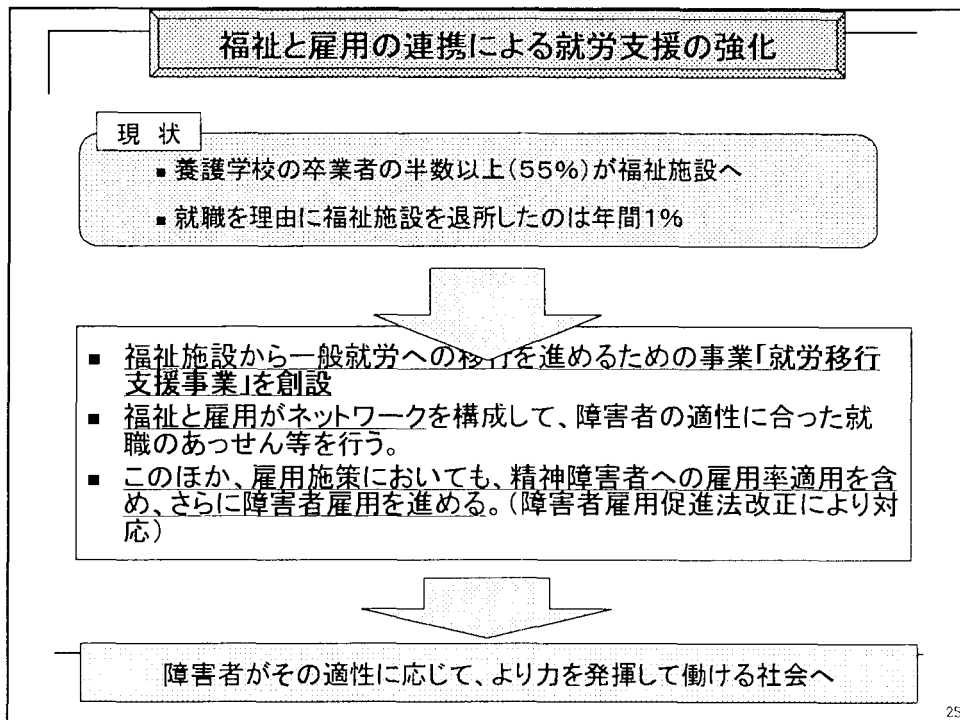 福祉と雇用の連携による就労支援の強化
現 状
▪ 養護学校の卒業者の半数以上(55%)が福祉施設へ
▪ 就職を理由に福祉施設を退所したのは年間1%
▪ 福祉施設から一般就労への移行を進めるための事業「就労移行
支援事業」を創設
▪ 福祉と雇用がネットワークを構成して、障害者の適性に合った就
職のあっせん等を行う。
▪ このほか、雇用施策においても、精神障害者への雇用率適用を含
め、さらに障害者雇用を進める。(障害者雇用促進法改正により対
応)
障害者がその適性に応じて、より力を発揮して働ける社会へ
25